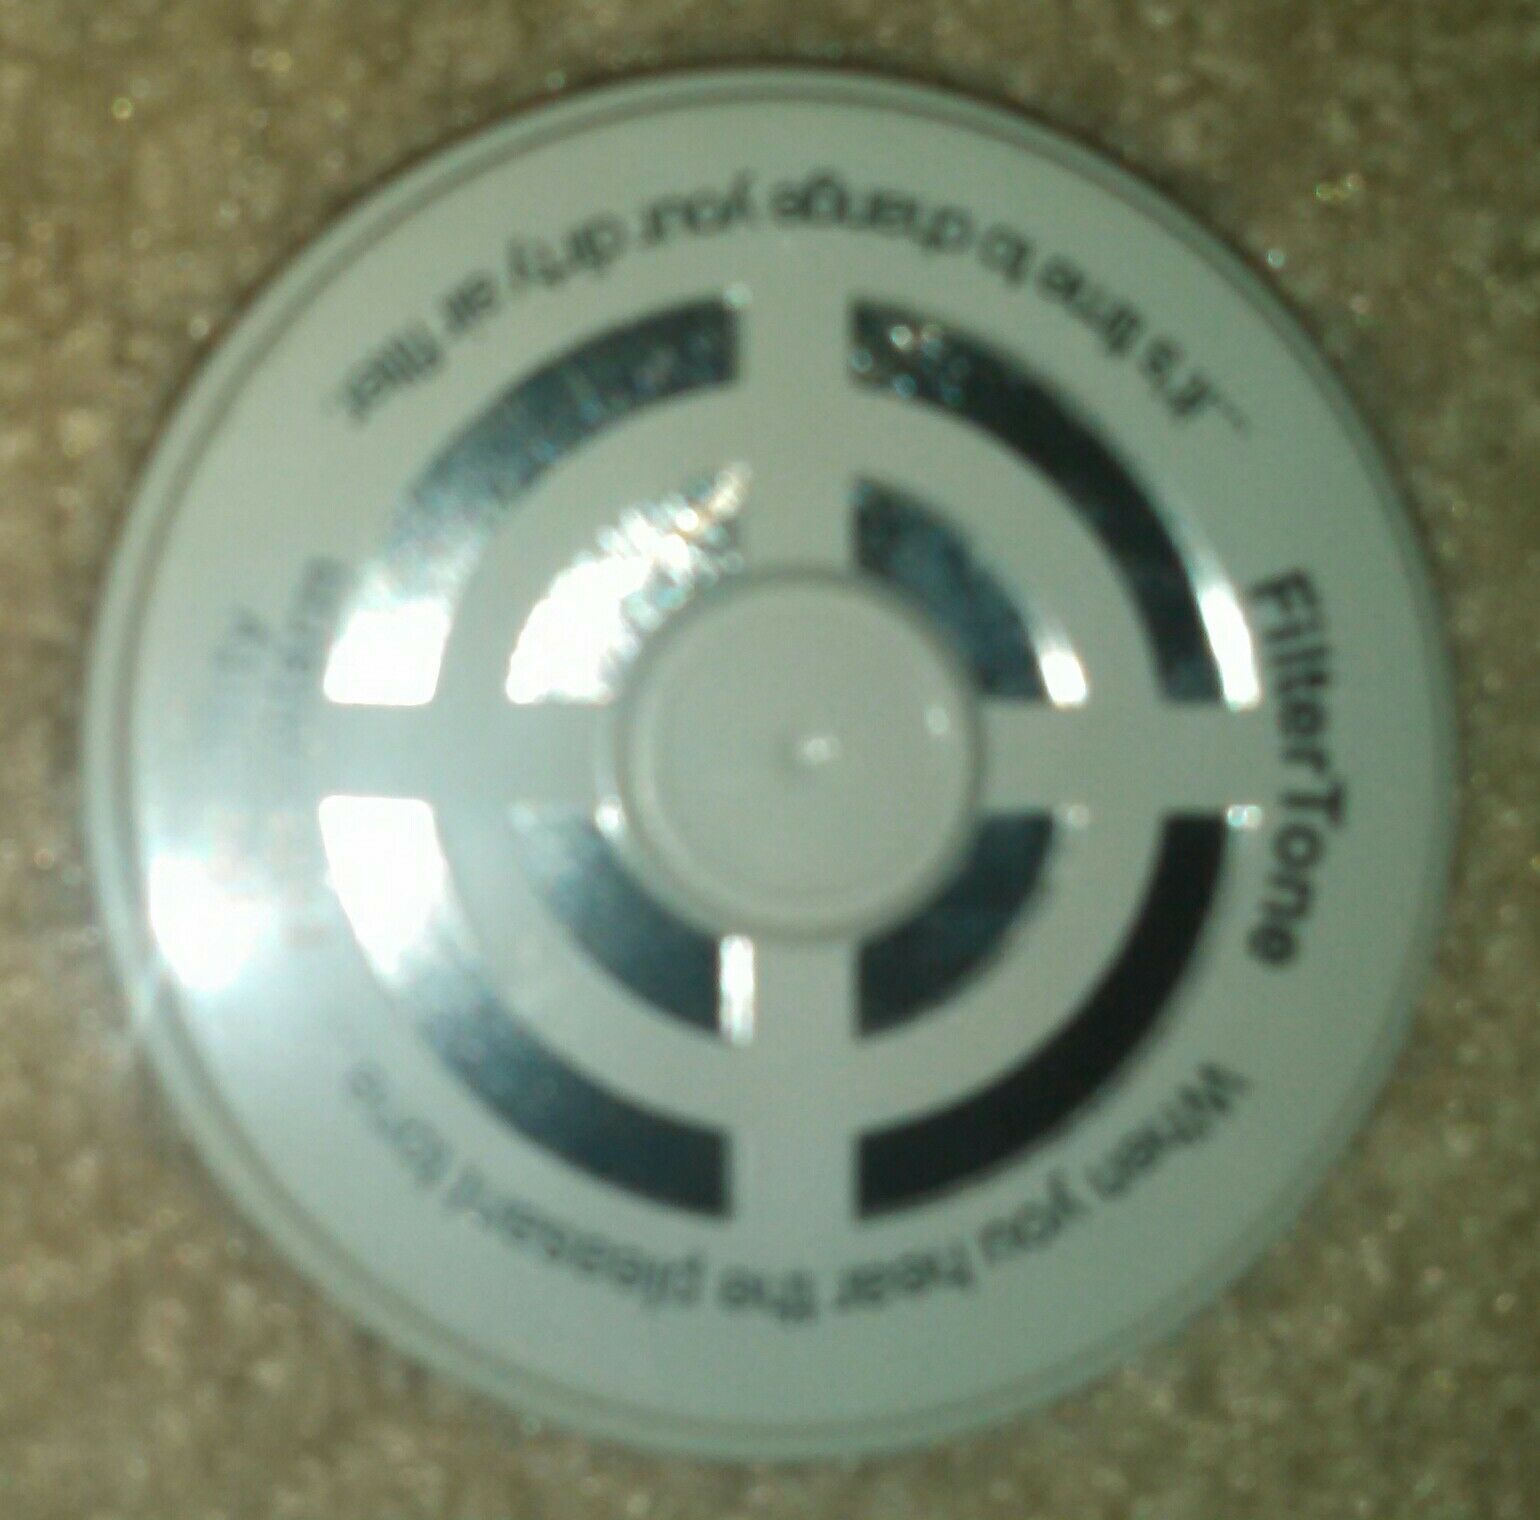 FilterTone
When you hear the pleasant tone
...it's time to change your dirty air filter.